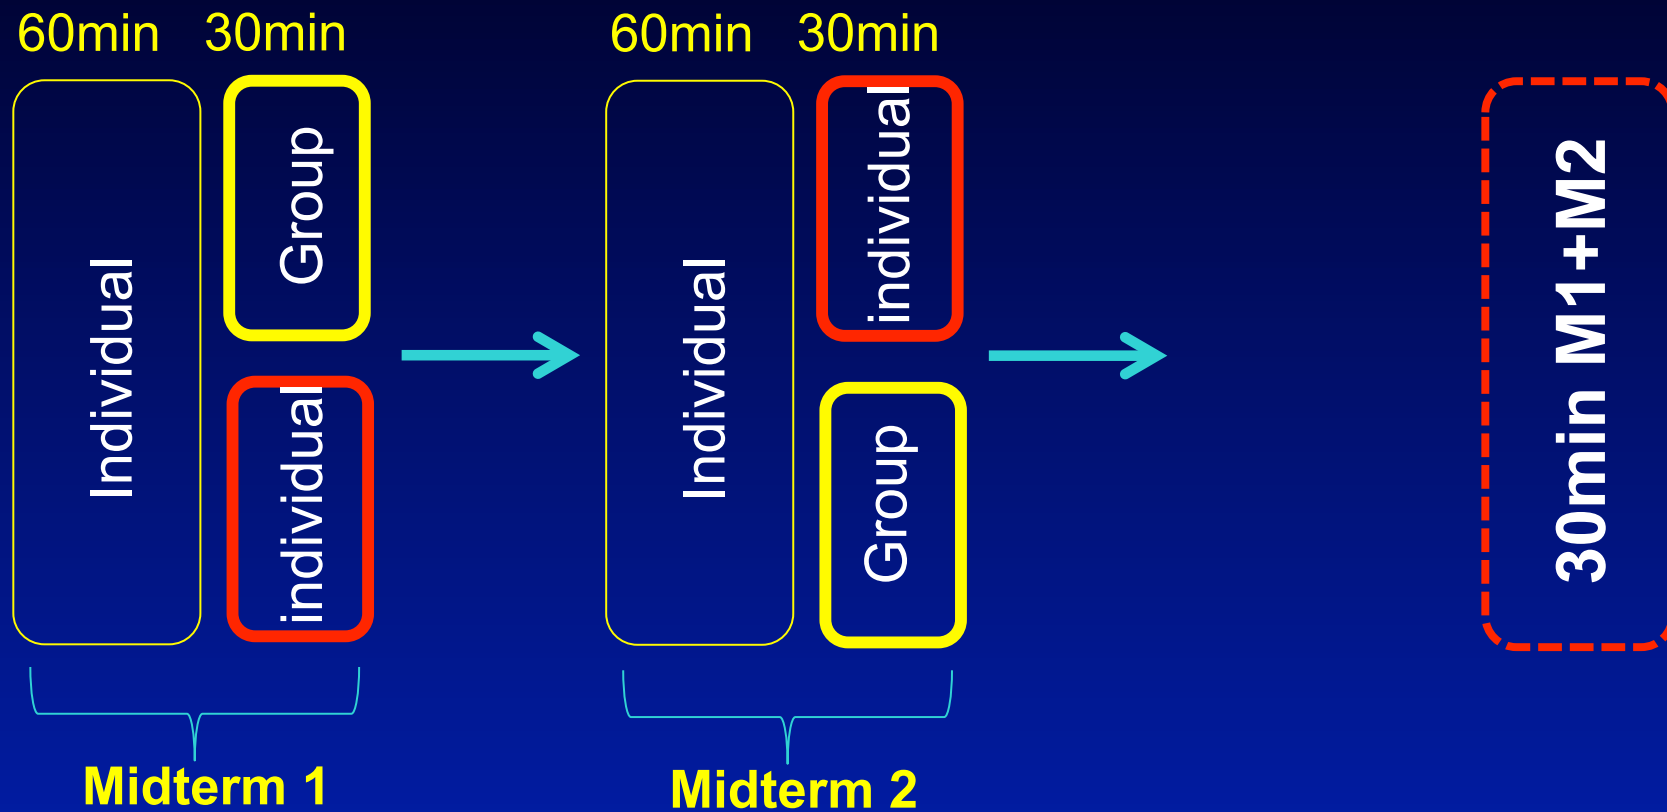 60min 30min
Individual
Group
individual
Midterm 1
60min 30min
Individual
individual
Group
Midterm 2
30min M1+M2